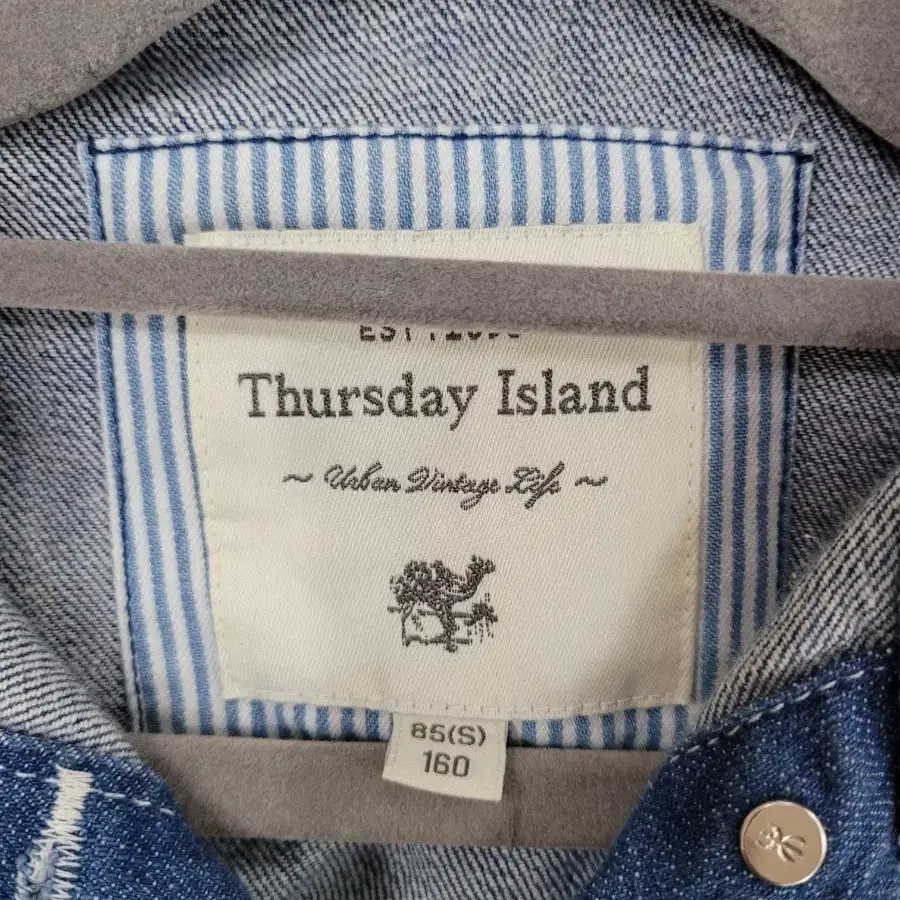 Thursday Island
~ Urban Vintage Life ~
85(S)
160